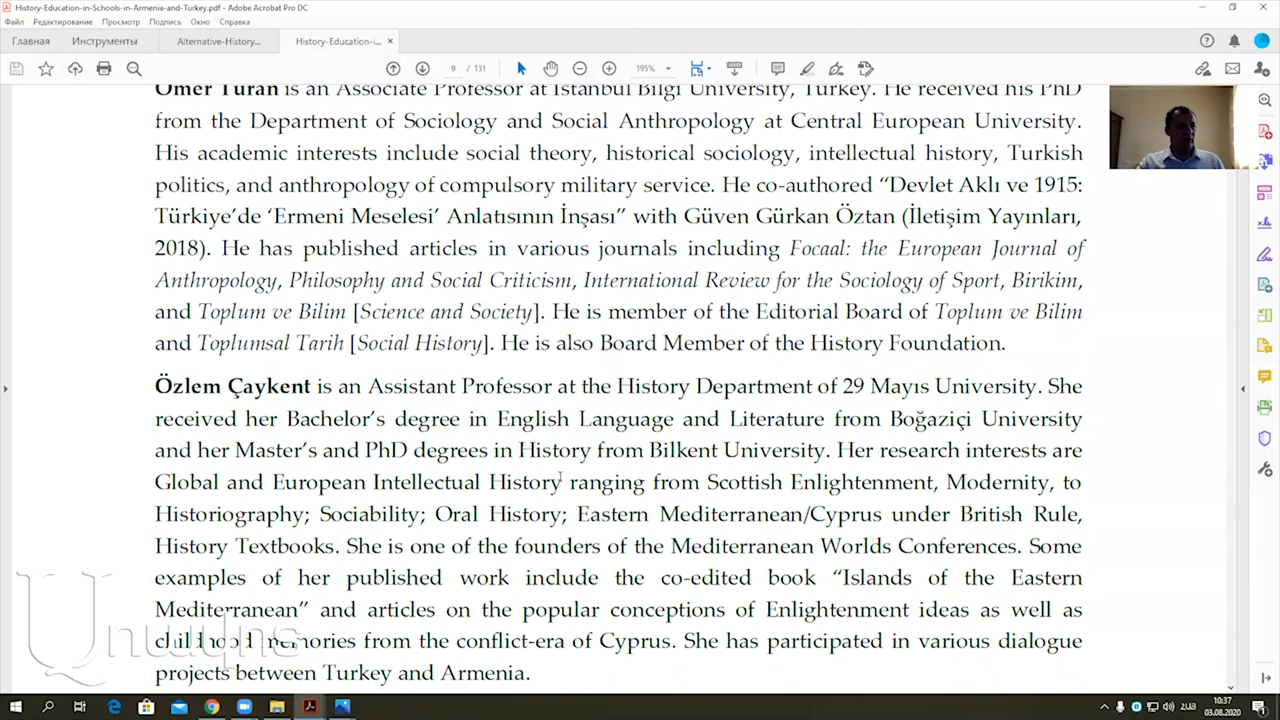 History-Education-in-Schools-in-Armenia-and-Turkey.pdf - Adobe Acrobat Pro DC
Файл Редактирование Просмотр Подпись Окно Справка
Главная Инструменты Alternative-History... History-Education-i... ×
9 / 131 195%
Ömer Turan is an Associate Professor at Istanbul Bilgi University, Turkey. He received his PhD
from the Department of Sociology and Social Anthropology at Central European University.
His academic interests include social theory, historical sociology, intellectual history, Turkish
politics, and anthropology of compulsory military service. He co-authored “Devlet Aklı ve 1915:
Türkiye’de ‘Ermeni Meselesi’ Anlatısının İnşası” with Güven Gürkan Öztan (İletişim Yayınları,
2018). He has published articles in various journals including Focaal: the European Journal of
Anthropology, Philosophy and Social Criticism, International Review for the Sociology of Sport, Birikim,
and Toplum ve Bilim [Science and Society]. He is member of the Editorial Board of Toplum ve Bilim
and Toplumsal Tarih [Social History]. He is also Board Member of the History Foundation.
Özlem Çaykent is an Assistant Professor at the History Department of 29 Mayıs University. She
received her Bachelor’s degree in English Language and Literature from Boğaziçi University
and her Master’s and PhD degrees in History from Bilkent University. Her research interests are
Global and European Intellectual History ranging from Scottish Enlightenment, Modernity, to
Historiography; Sociability; Oral History; Eastern Mediterranean/Cyprus under British Rule,
History Textbooks. She is one of the founders of the Mediterranean Worlds Conferences. Some
examples of her published work include the co-edited book “Islands of the Eastern
Mediterranean” and articles on the popular conceptions of Enlightenment ideas as well as
childhood memories from the conflict-era of Cyprus. She has participated in various dialogue
projects between Turkey and Armenia.
Առավոտ
10:37
03.08.2020